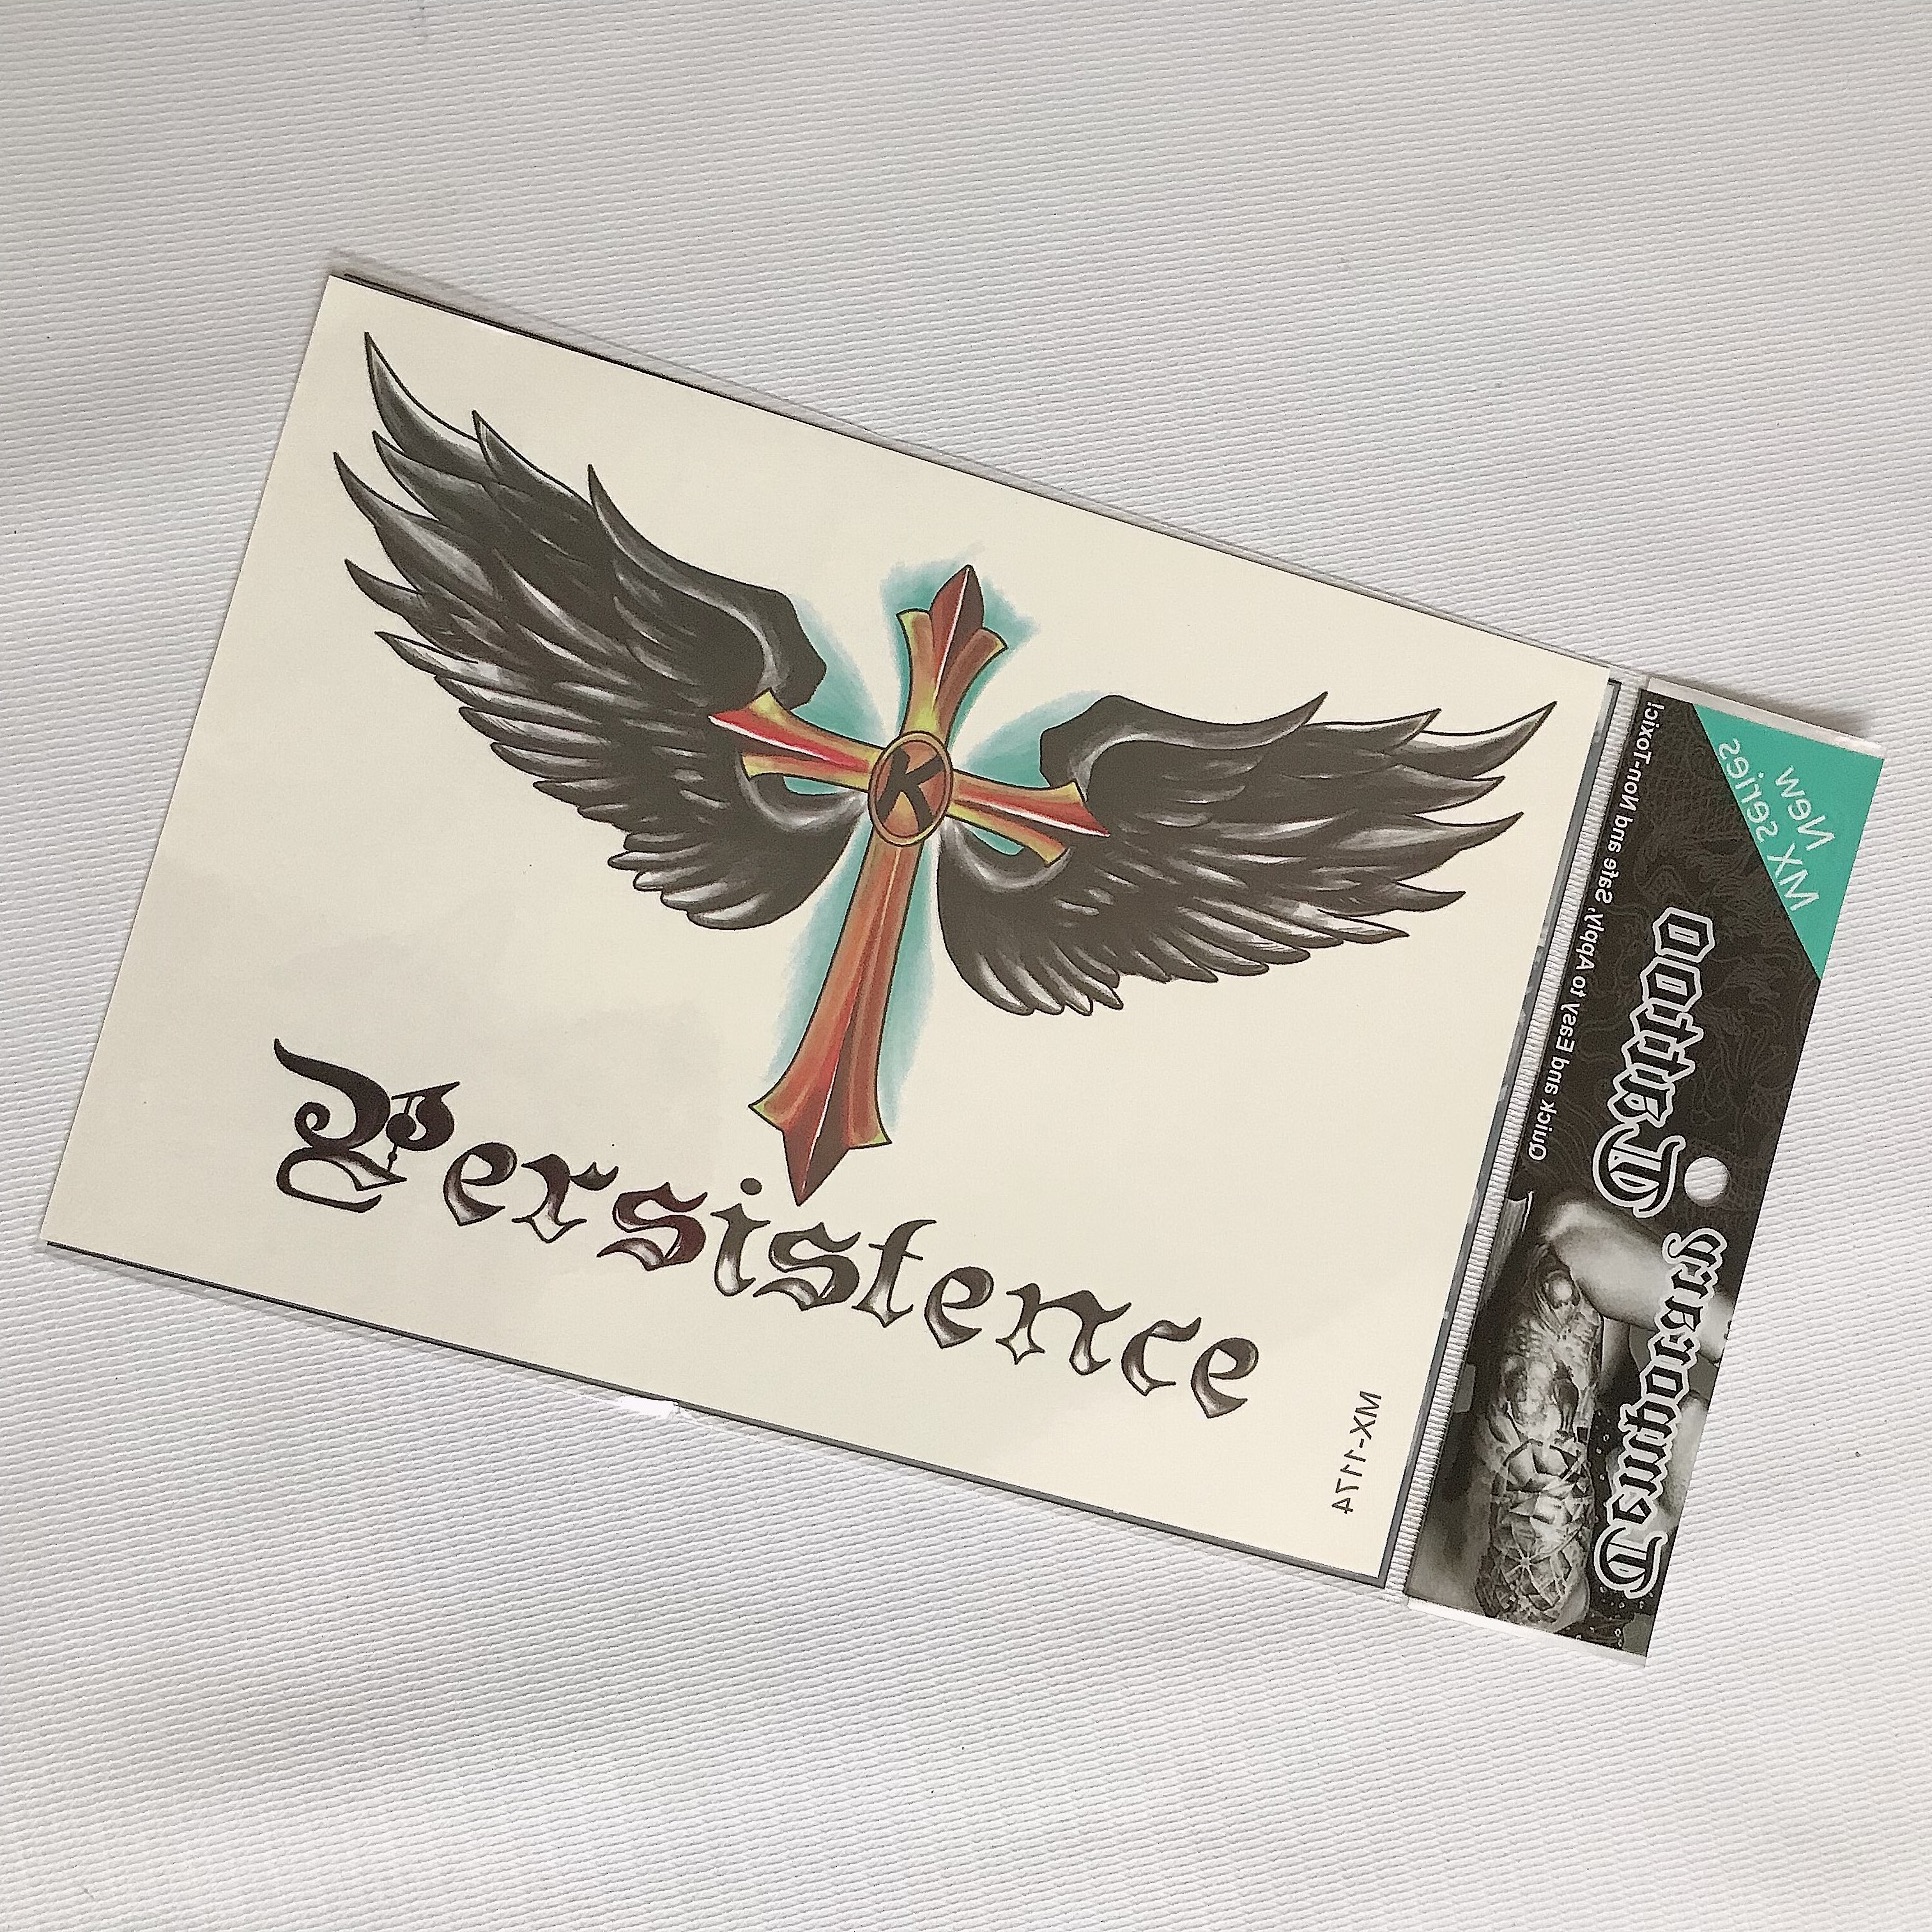 K
Persistence
MX-1174
Temporary Tattoo
Quick and Easy to Apply, Safe and Non-Toxic!
New
MX series